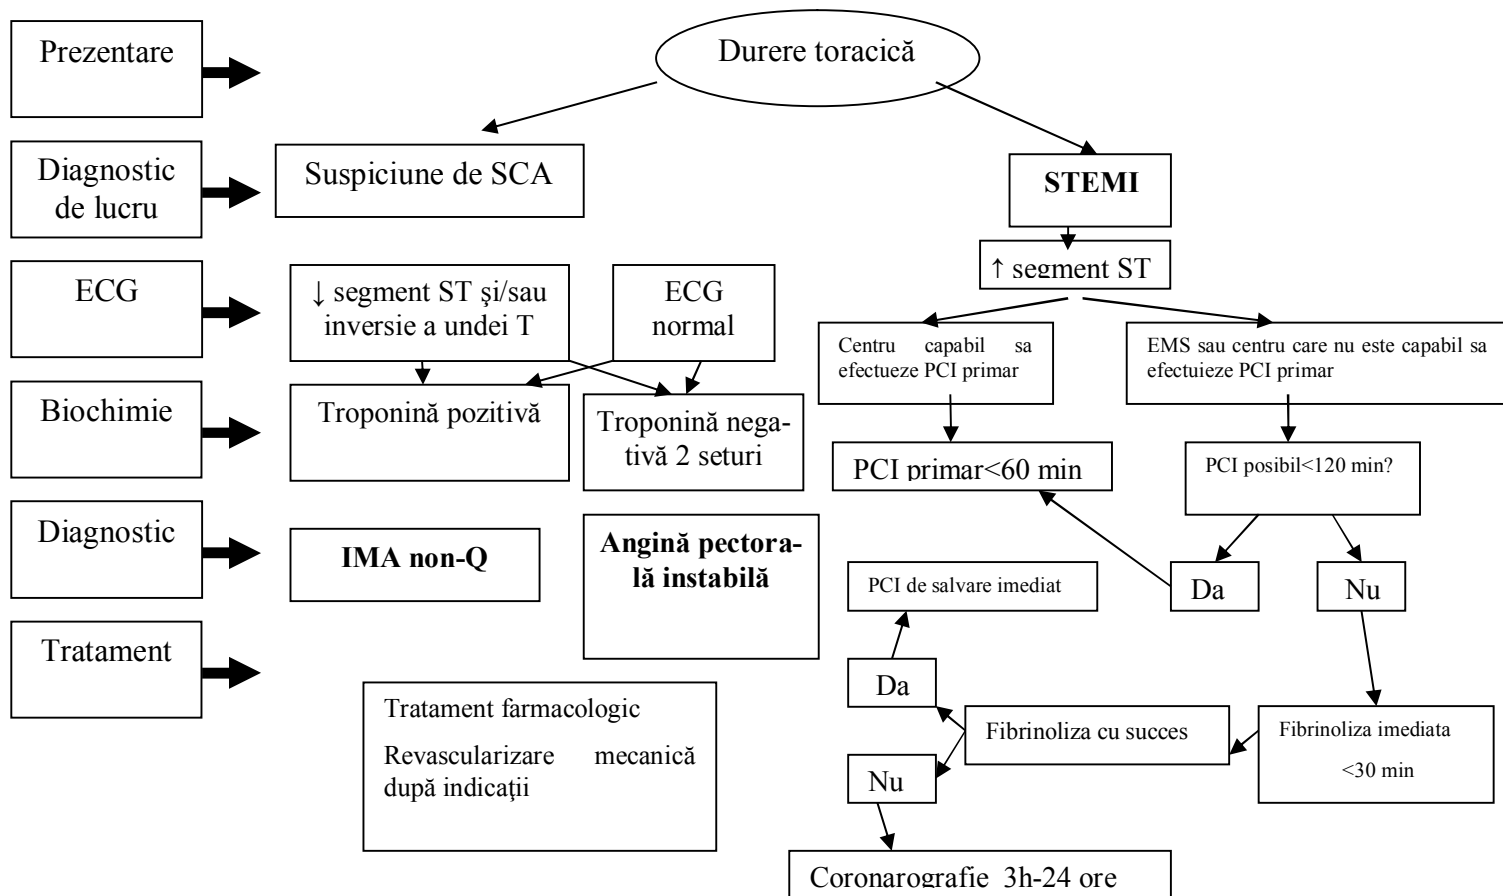 Prezentare
Durere toracică
Diagnostic
de lucru
Suspiciune de SCA
STEMI
↑ segment ST
ECG
↓ segment ST şi/sau
inversie a undei T
ECG
normal
Centru capabil sa
efectueze PCI primar
EMS sau centru care nu este capabil sa
efectuieze PCI primar
Biochimie
Troponină pozitivă
Troponină nega-
tivă 2 seturi
PCI primar<60 min
PCI posibil<120 min?
Diagnostic
IMA non-Q
Angină pectora-
lă instabilă
PCI de salvare imediat
Da
Nu
Tratament
Da
Tratament farmacologic
Revascularizare mecanică
după indicaţii
Fibrinoliza cu succes
Fibrinoliza imediata
<30 min
Nu
Coronarografie 3h-24 ore